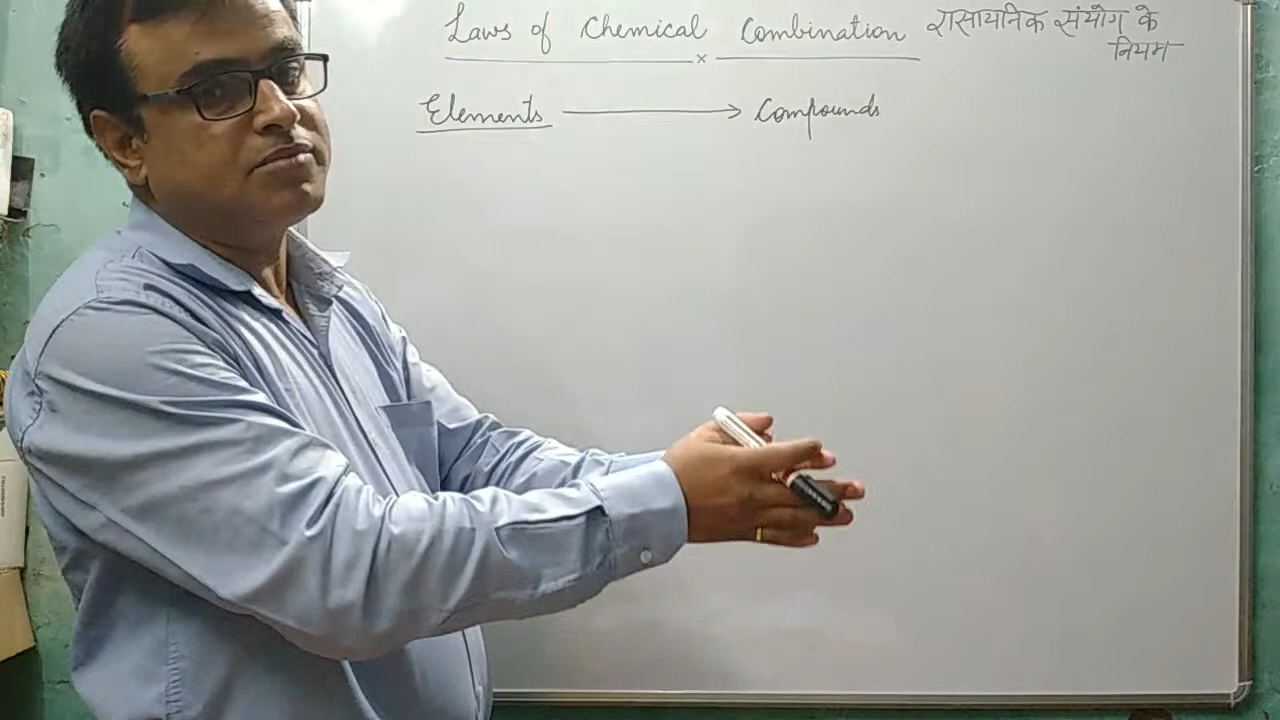 Laws of Chemical Combination रासायनिक संयोग के
नियम
Elements → Compounds